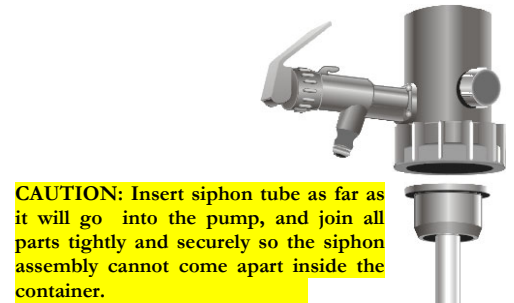 CAUTION: Insert siphon tube as far as
it will go into the pump, and join all
parts tightly and securely so the siphon
assembly cannot come apart inside the
container.